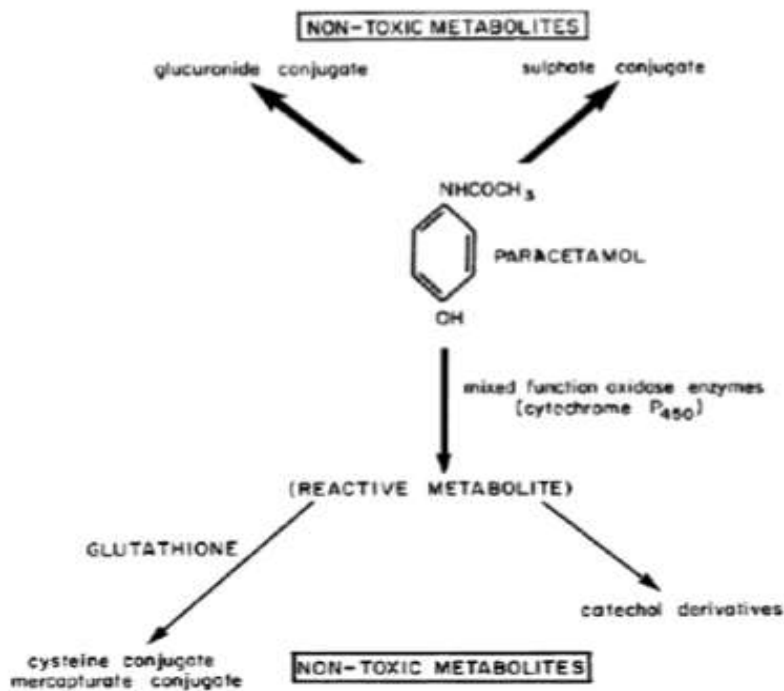 NON-TOXIC METABOLITES
glucuronide conjugate
sulphate conjugate
NHCOCH₃
PARACETAMOL
OH
mixed function oxidase enzymes
(cytochrome P₄₅₀)
(REACTIVE METABOLITE)
GLUTATHIONE
catechol derivatives
cysteine conjugate
mercapturate conjugate
NON-TOXIC METABOLITES